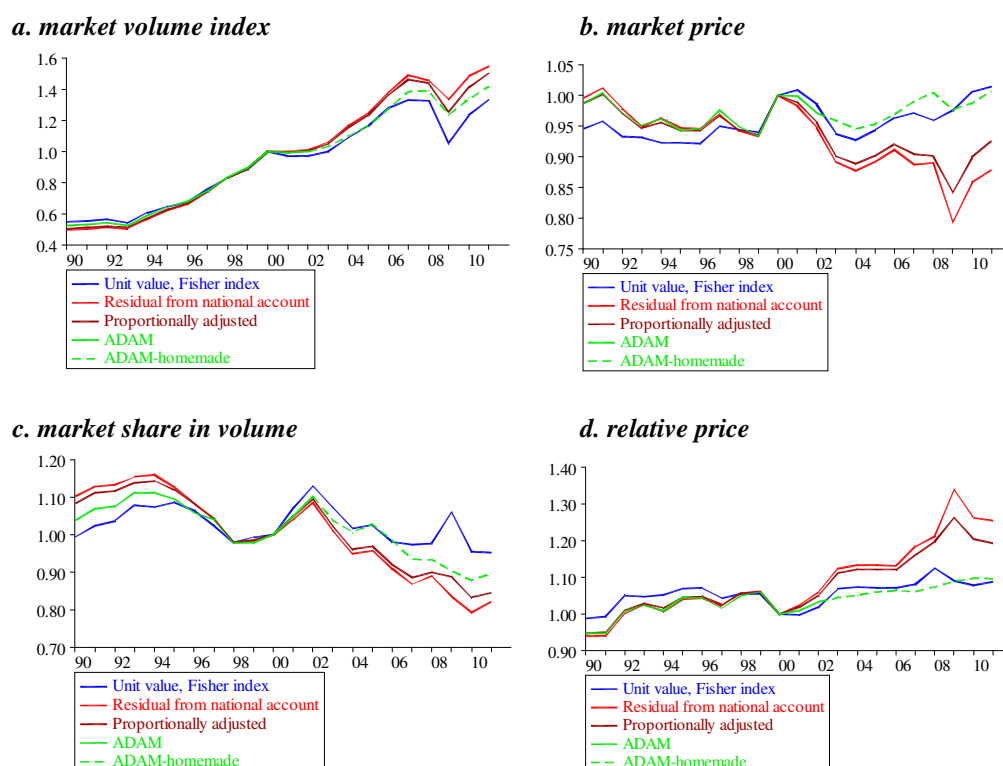 a. market volume index
1.6
1.4
1.2
1.0
0.8
0.6
0.4
90 92 94 96 98 00 02 04 06 08 10
Unit value, Fisher index
Residual from national account
Proportionally adjusted
ADAM
ADAM-homemade
b. market price
1.05
1.00
0.95
0.90
0.85
0.80
0.75
90 92 94 96 98 00 02 04 06 08 10
Unit value, Fisher index
Residual from national account
Proportionally adjusted
ADAM
ADAM-homemade
c. market share in volume
1.20
1.10
1.00
0.90
0.80
0.70
90 92 94 96 98 00 02 04 06 08 10
Unit value, Fisher index
Residual from national account
Proportionally adjusted
ADAM
ADAM-homemade
d. relative price
1.40
1.30
1.20
1.10
1.00
0.90
90 92 94 96 98 00 02 04 06 08 10
Unit value, Fisher index
Residual from national account
Proportionally adjusted
ADAM
ADAM-homemade